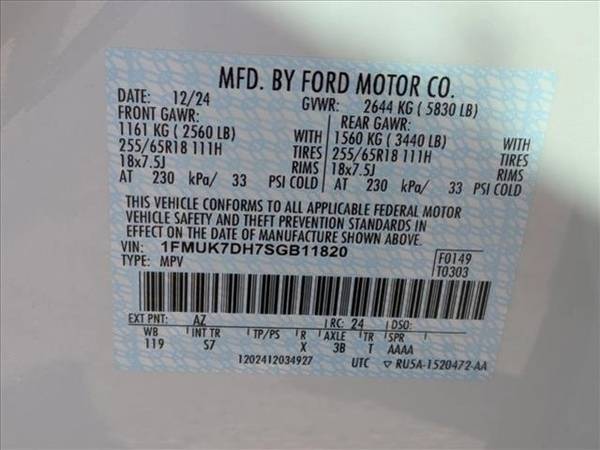 MFD. BY FORD MOTOR CO.
DATE: 12/24 GVWR: 2644 KG ( 5830 LB)
FRONT GAWR: REAR GAWR:
1161 KG ( 2560 LB) WITH 1560 KG ( 3440 LB) WITH
255/65R18 111H TIRES 255/65R18 111H TIRES
18x7.5J RIMS 18x7.5J RIMS
AT 230 kPa/ 33 PSI COLD AT 230 kPa/ 33 PSI COLD
THIS VEHICLE CONFORMS TO ALL APPLICABLE FEDERAL MOTOR
VEHICLE SAFETY AND THEFT PREVENTION STANDARDS IN
EFFECT ON THE DATE OF MANUFACTURE SHOWN ABOVE.
VIN: 1FMUK7DH7SGB11820 F0149
TYPE: MPV T0303
EXT PNT: AZ RC: 24 DSO:
WB INT TR TP/PS R AXLE TR SPR
119 S7 X 3B T AAAA
1202412034927 UTC ▽ RU5A-1520472-AA